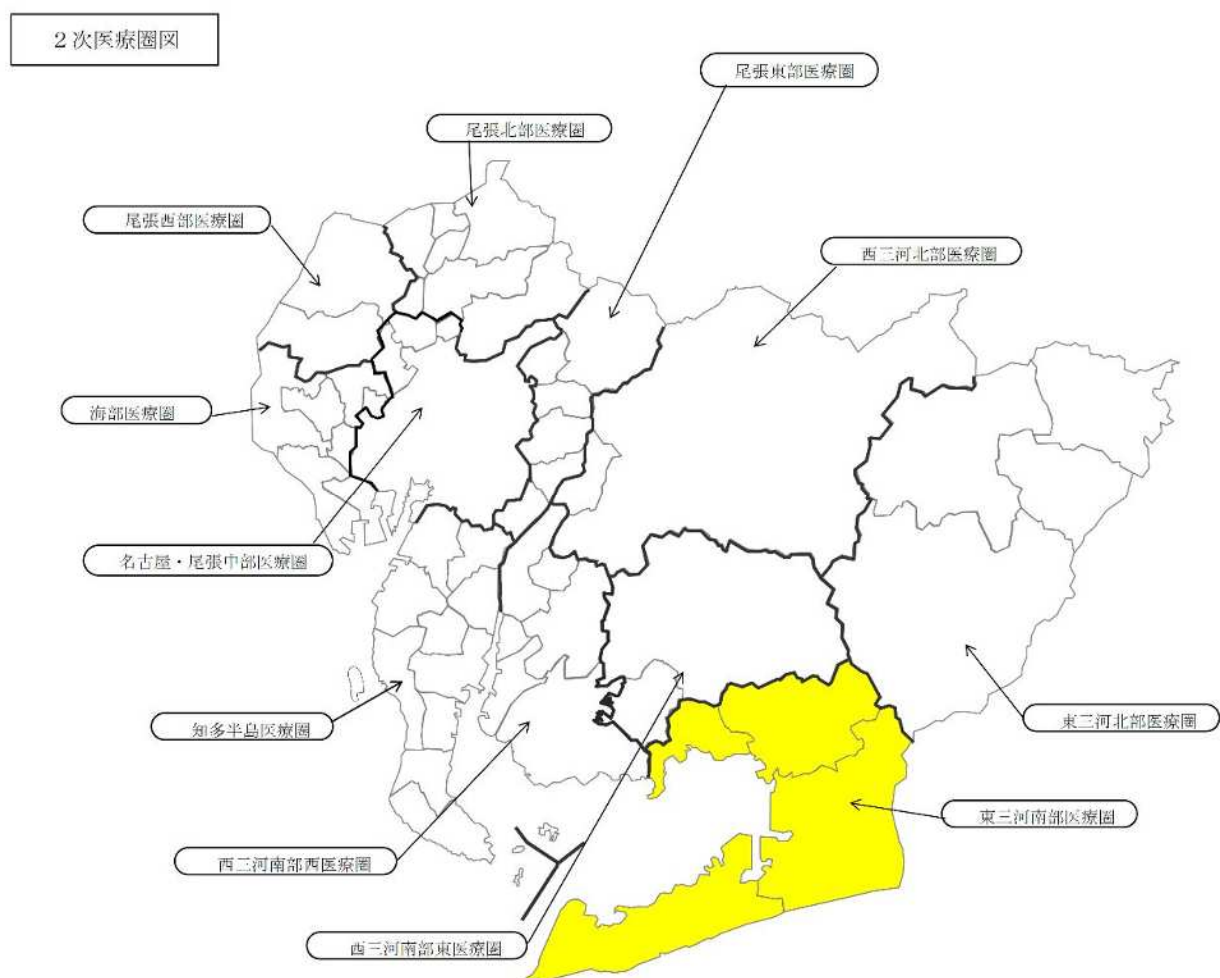 2次医療圏図
尾張東部医療圏
尾張北部医療圏
尾張西部医療圏
西三河北部医療圏
海部医療圏
名古屋・尾張中部医療圏
知多半島医療圏
東三河北部医療圏
東三河南部医療圏
西三河南部西医療圏
西三河南部東医療圏